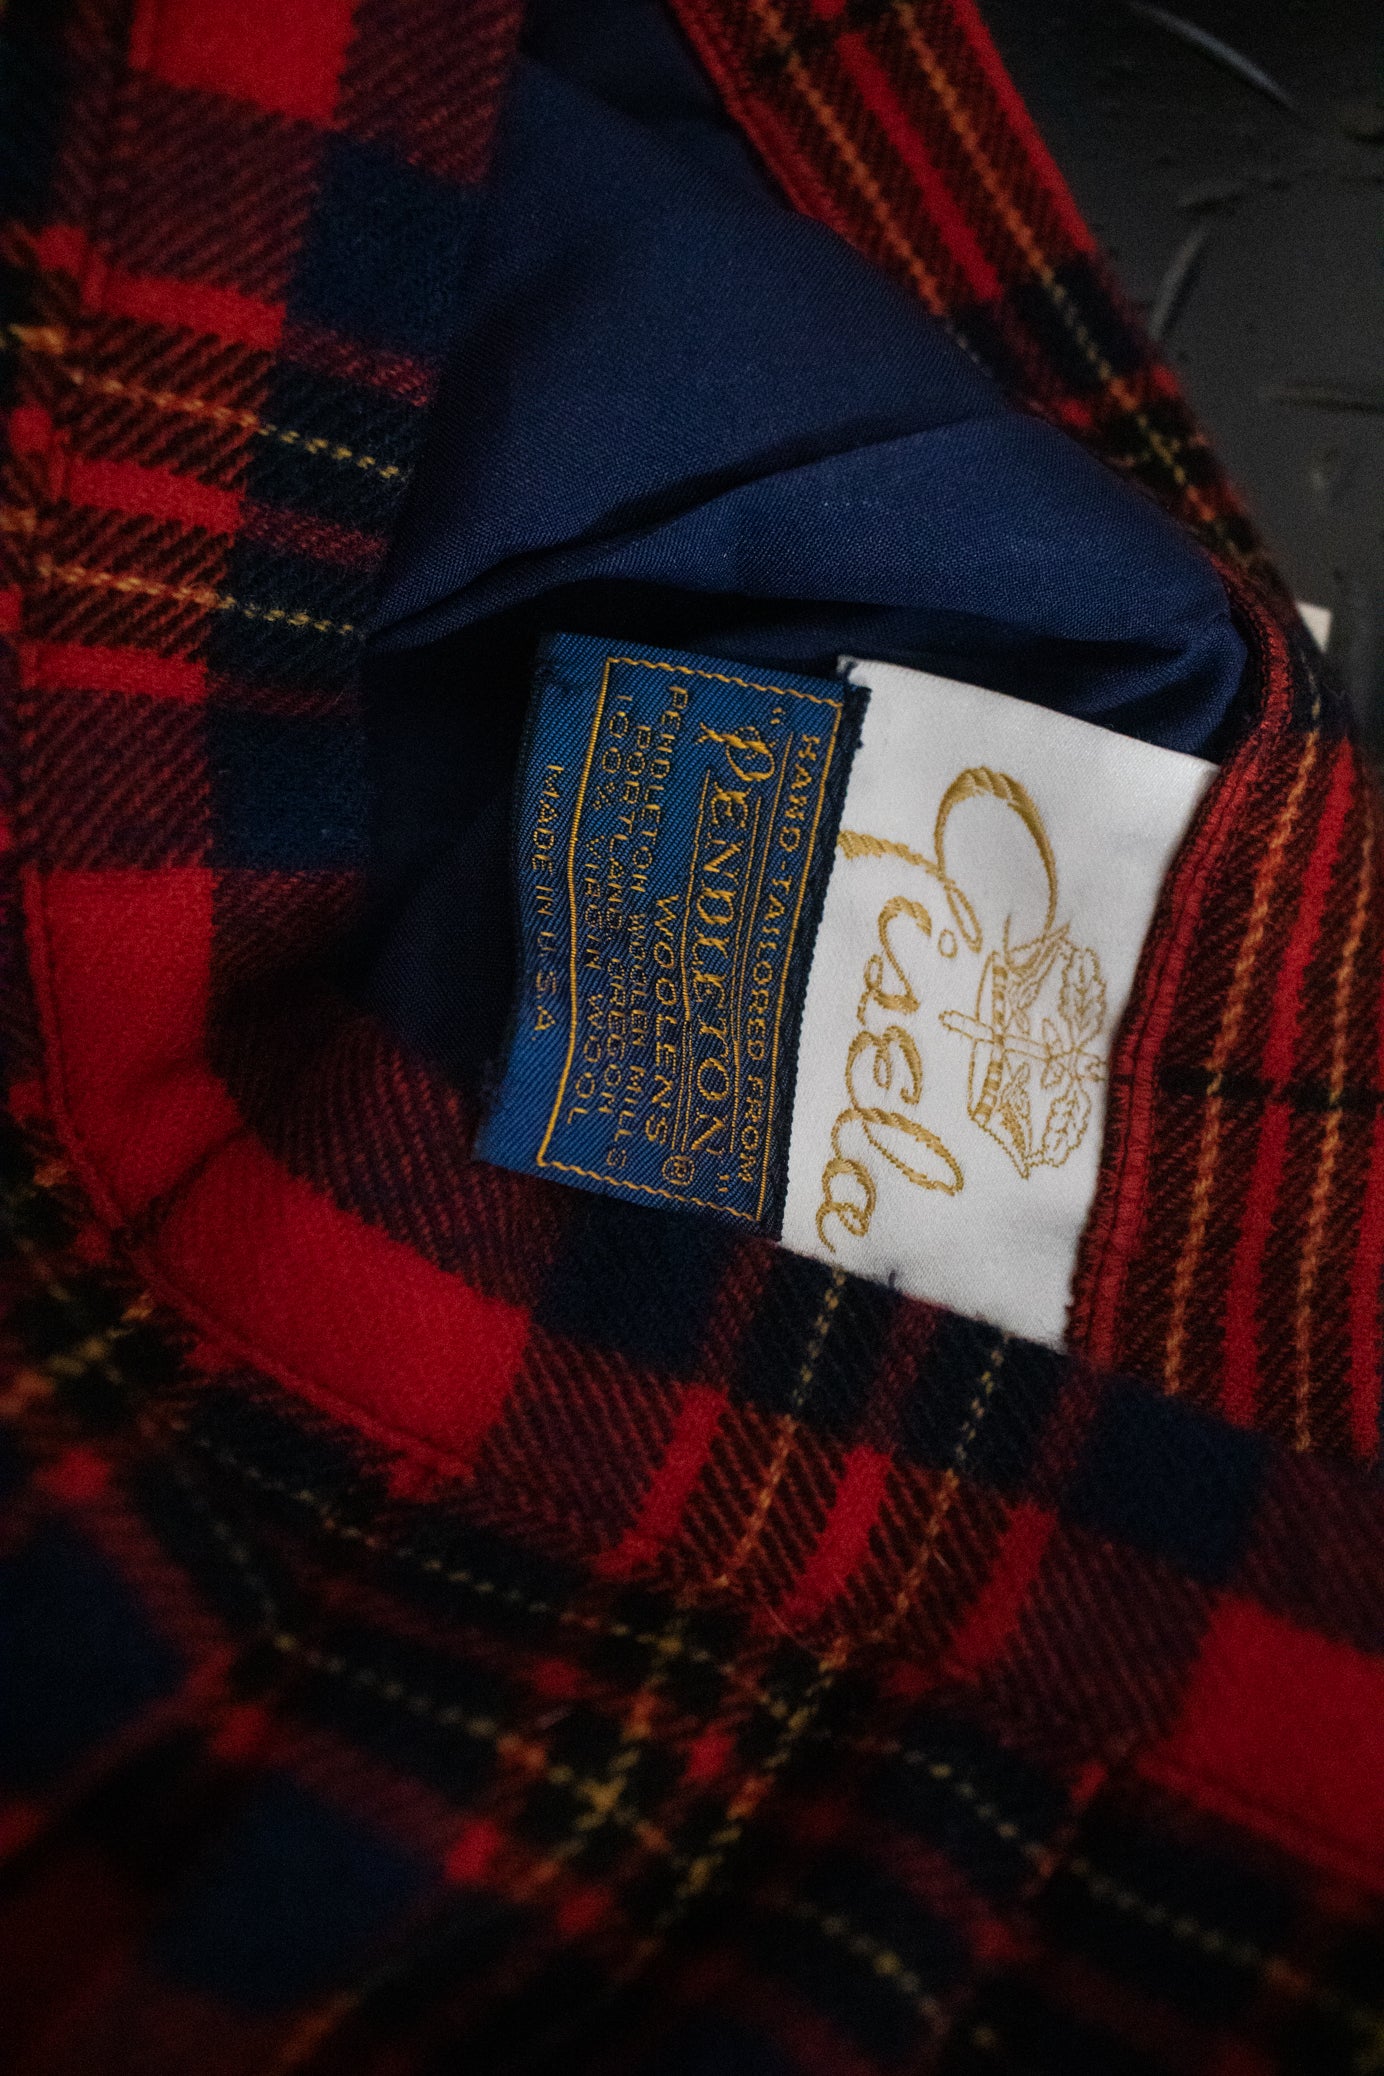 HAND-TAILORED FROM
"PENDLETON"
WOOLENS ®
PENDLETON WOOLEN MILLS
PORTLAND, OREGON
100% VIRGIN WOOL
MADE IN U.S.A.
Gisela